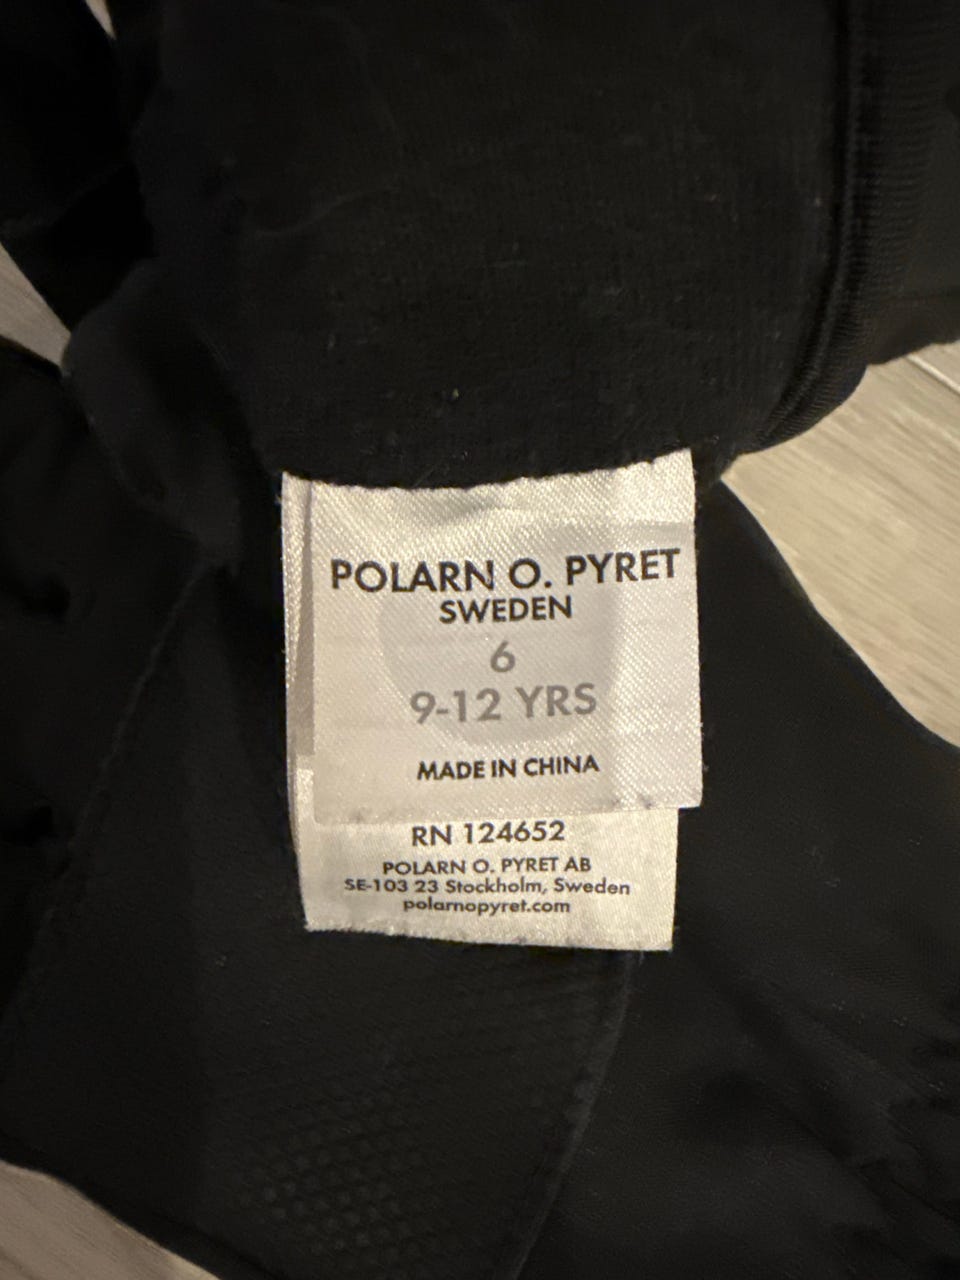 POLARN O. PYRET
SWEDEN
6
9-12 YRS
MADE IN CHINA
RN 124652
POLARN O. PYRET AB
SE-103 23 Stockholm, Sweden
polarnopyret.com